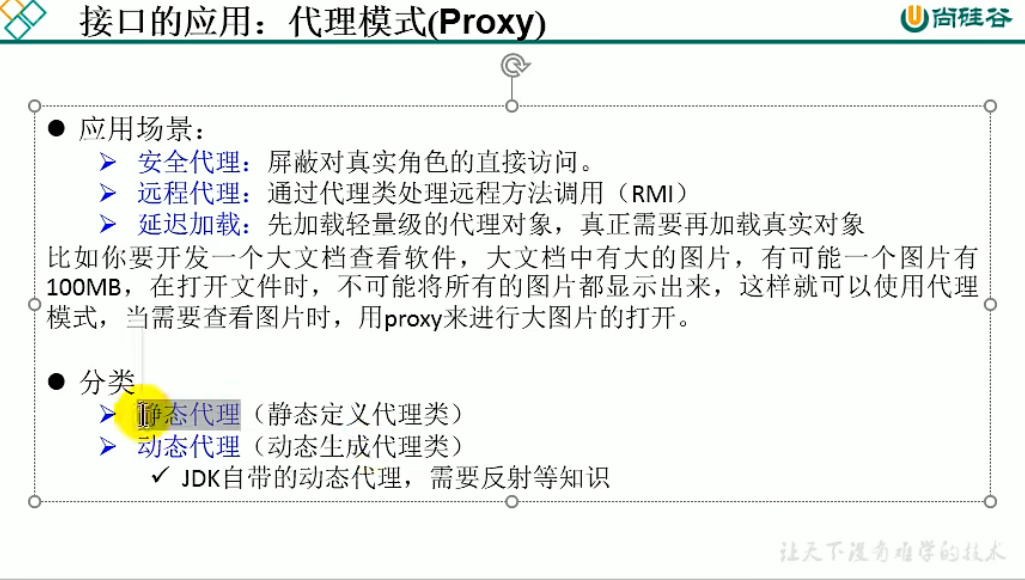 接口的应用：代理模式(Proxy)
尚硅谷
● 应用场景：
➢ 安全代理：屏蔽对真实角色的直接访问。
➢ 远程代理：通过代理类处理远程方法调用（RMI）
➢ 延迟加载：先加载轻量级的代理对象，真正需要再加载真实对象
比如你要开发一个大文档查看软件，大文档中有大的图片，有可能一个图片有
100MB，在打开文件时，不可能将所有的图片都显示出来，这样就可以使用代理
模式，当需要查看图片时，用proxy来进行大图片的打开。
● 分类
➢ 静态代理（静态定义代理类）
➢ 动态代理（动态生成代理类）
✓ JDK自带的动态代理，需要反射等知识
让天下没有难学的技术